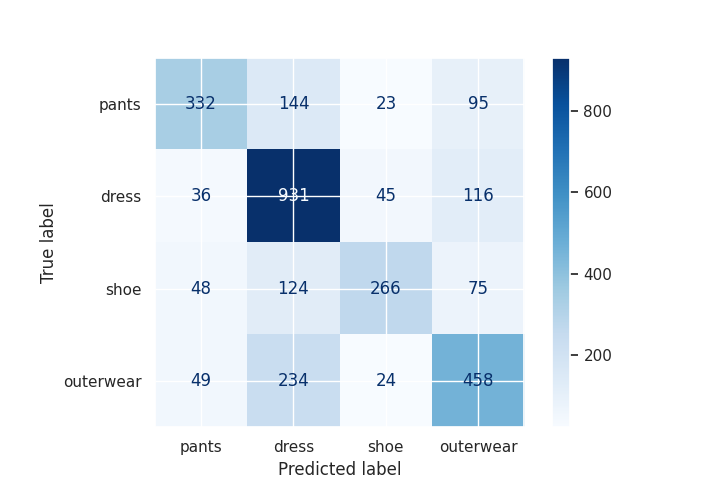 pants 332 144 23 95
dress 36 931 45 116
shoe 48 124 266 75
outerwear 49 234 24 458
pants dress shoe outerwear
Predicted label
True label
800
600
400
200